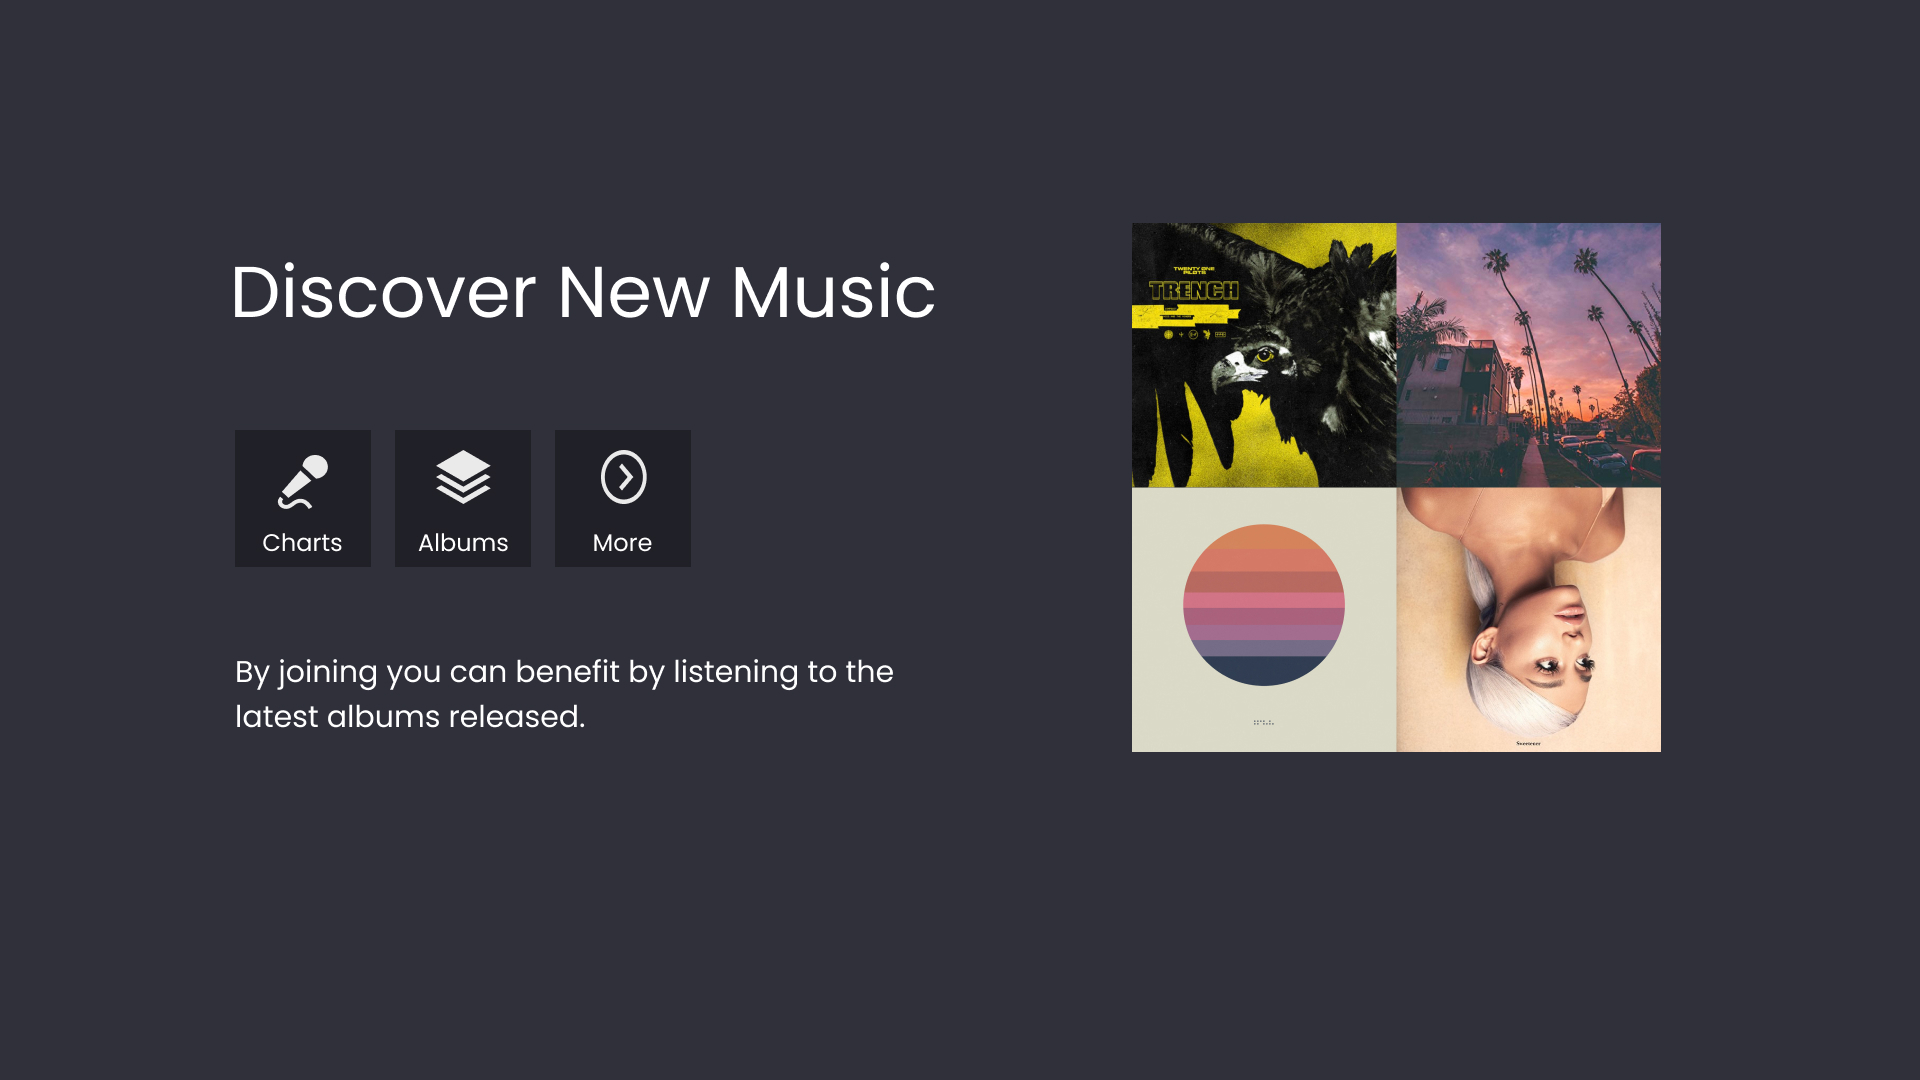 Discover New Music
Charts
Albums
More
By joining you can benefit by listening to the
latest albums released.
TWENTY ONE
PILOTS
TRENCH
Sweetener